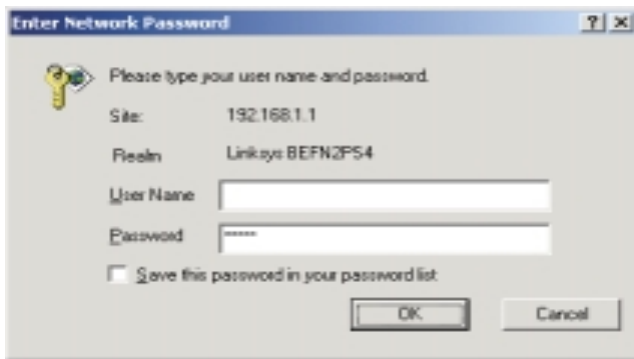 Enter Network Password
? ×
Please type your user name and password.
Site: 192.168.1.1
Realm Linksys BEFN2PS4
User Name
Password *****
Save this password in your password list
OK Cancel